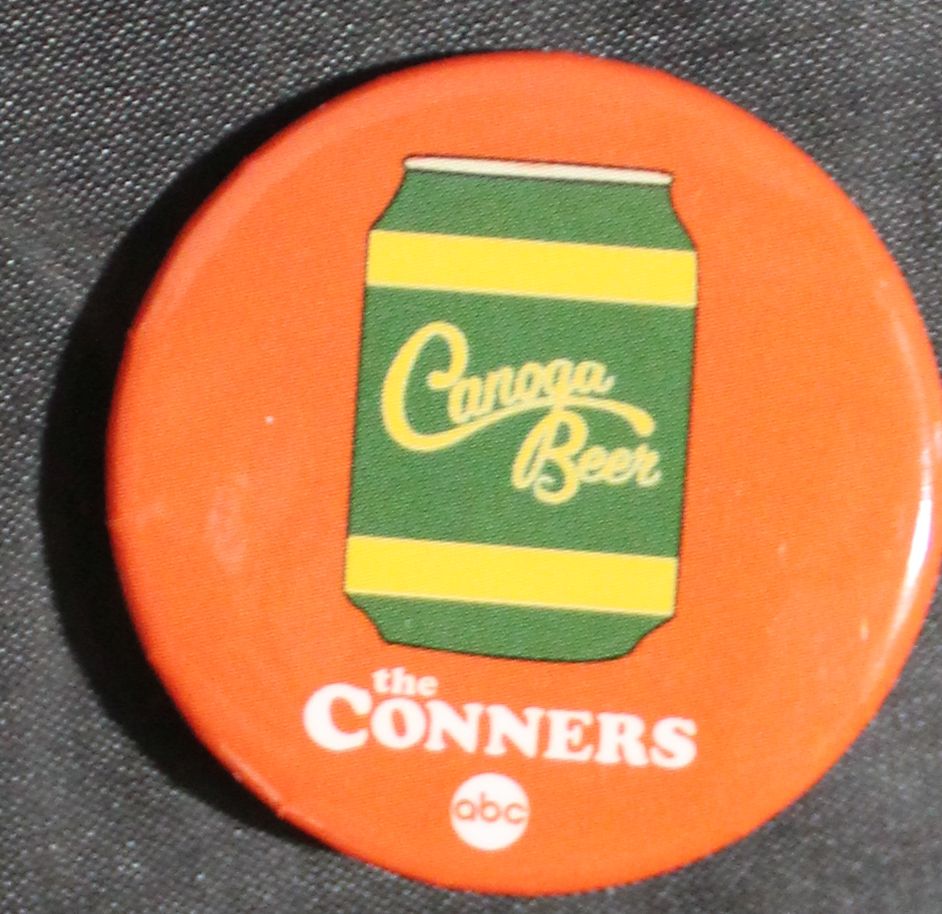 Canoga
Beer
the
CONNERS
abc